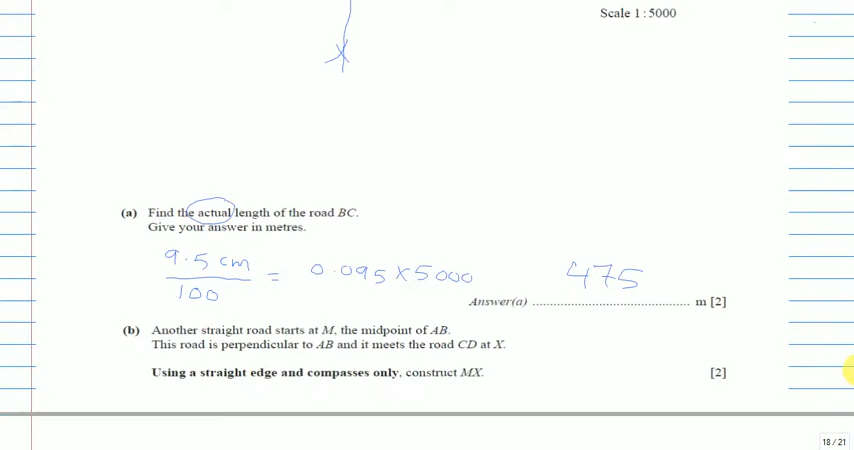 Scale 1 : 5000
X
(a) Find the actual length of the road BC.
Give your answer in metres.
9.5 cm
100
= 0.095 × 5000
475
Answer(a) ........................................ m [2]
(b) Another straight road starts at M, the midpoint of AB.
This road is perpendicular to AB and it meets the road CD at X.
Using a straight edge and compasses only, construct MX. [2]
18 / 21